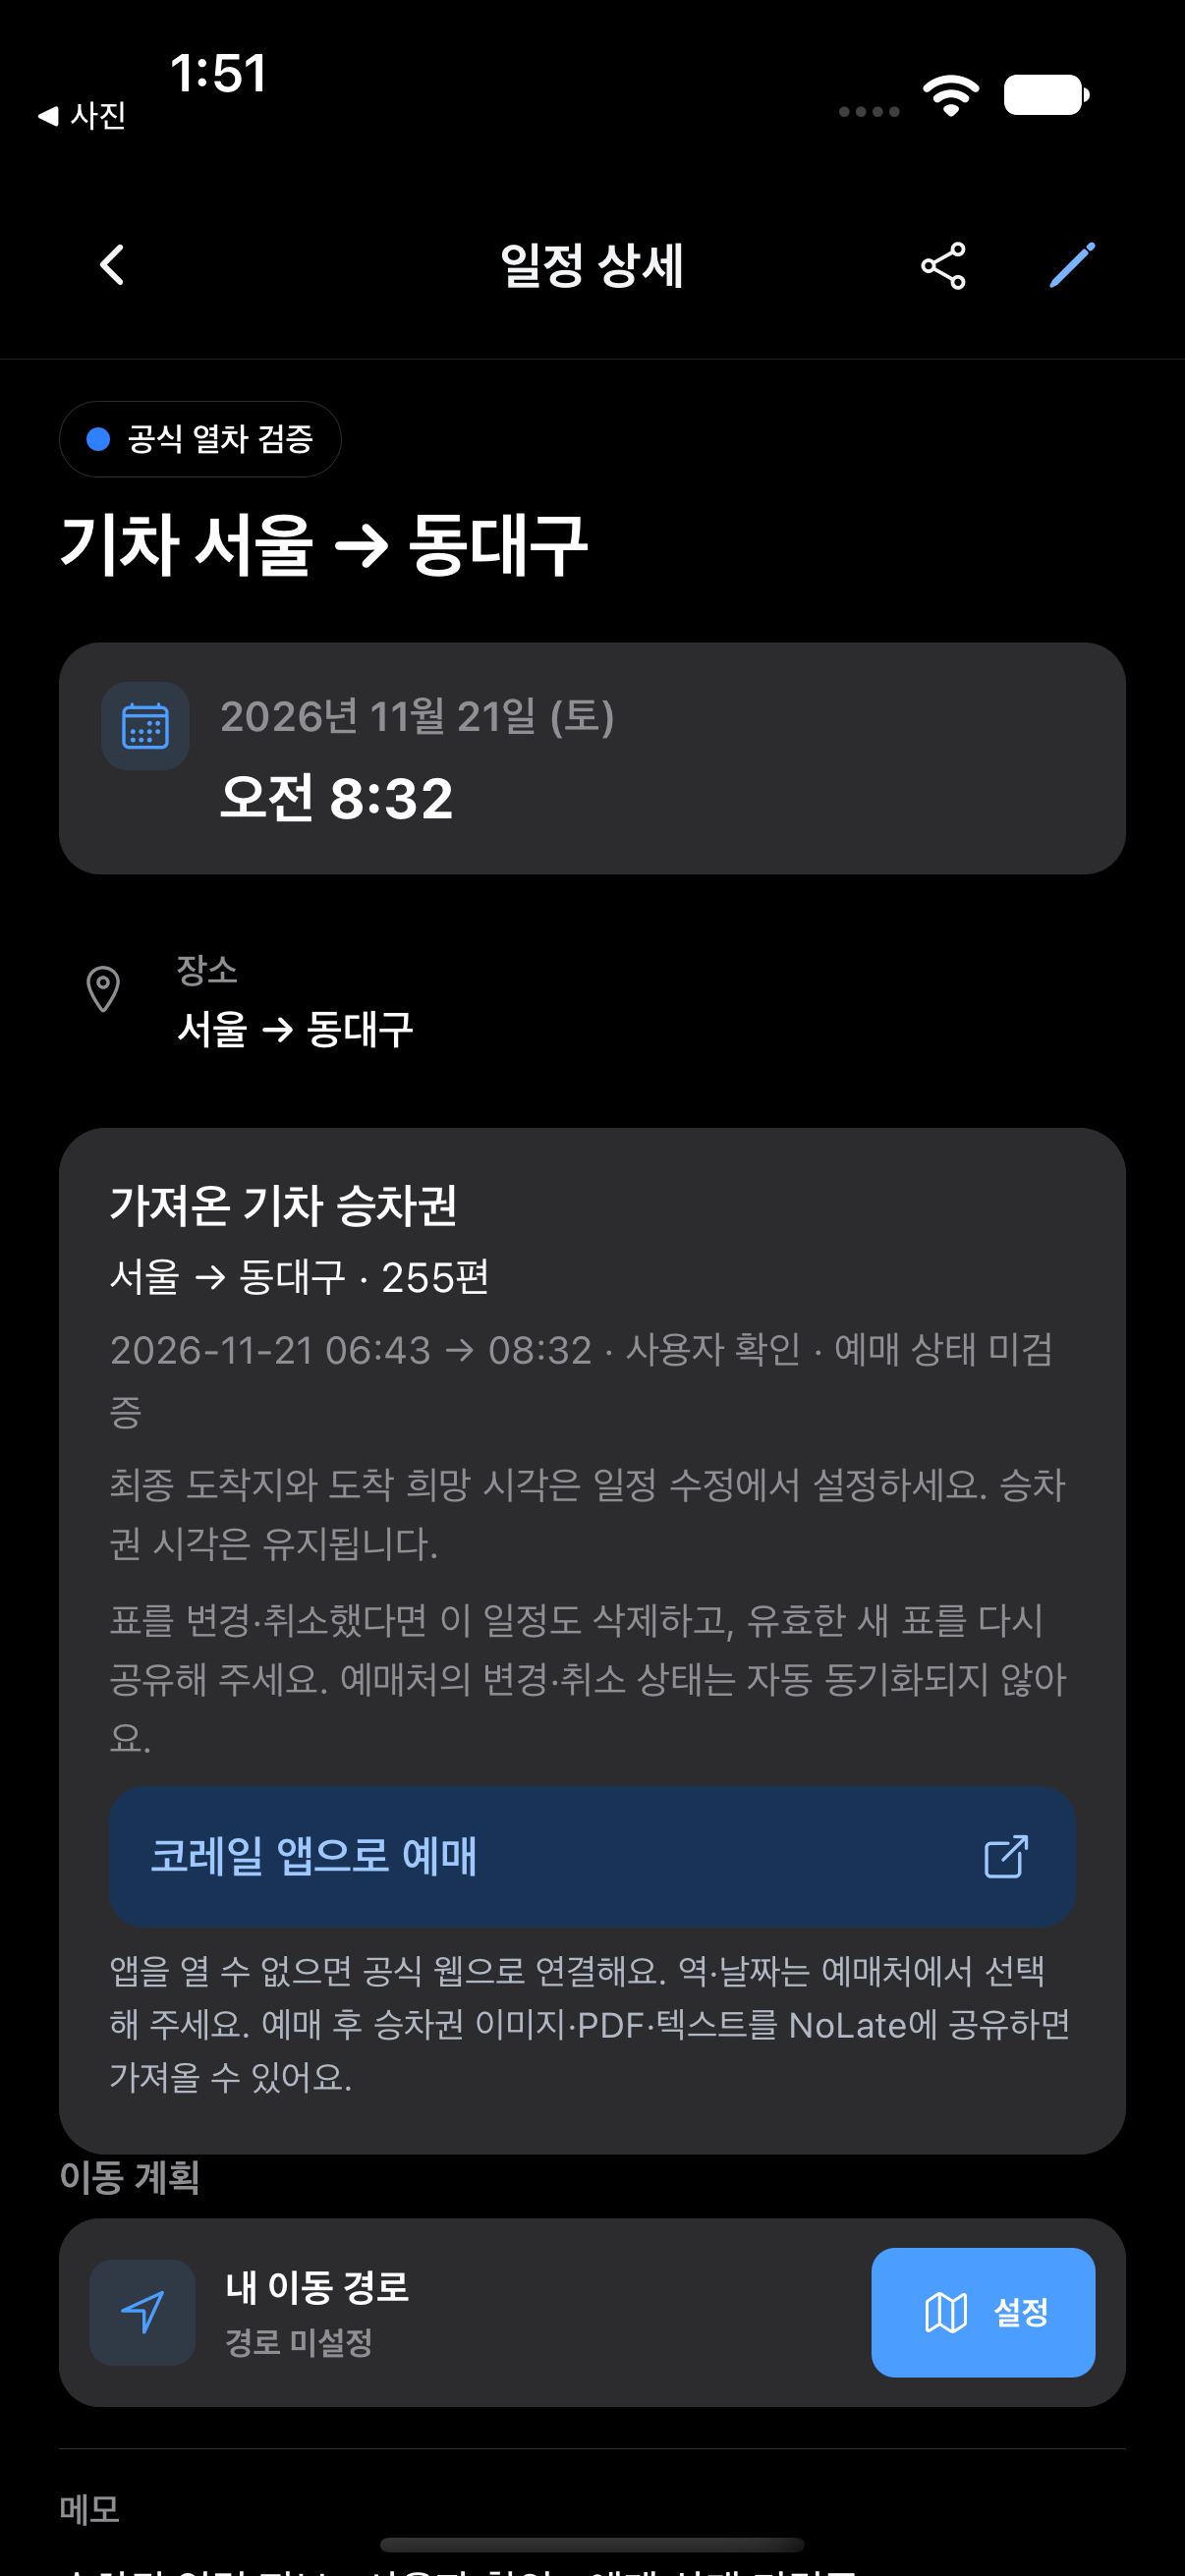 1:51
◀ 사진
일정 상세
공식 열차 검증
기차 서울 → 동대구
2026년 11월 21일 (토)
오전 8:32
장소
서울 → 동대구
가져온 기차 승차권
서울 → 동대구 · 255편
2026-11-21 06:43 → 08:32 · 사용자 확인 · 예매 상태 미검
증
최종 도착지와 도착 희망 시각은 일정 수정에서 설정하세요. 승차
권 시각은 유지됩니다.
표를 변경·취소했다면 이 일정도 삭제하고, 유효한 새 표를 다시
공유해 주세요. 예매처의 변경·취소 상태는 자동 동기화되지 않아
요.
코레일 앱으로 예매
앱을 열 수 없으면 공식 웹으로 연결해요. 역·날짜는 예매처에서 선택
해 주세요. 예매 후 승차권 이미지·PDF·텍스트를 NoLate에 공유하면
가져올 수 있어요.
이동 계획
내 이동 경로
경로 미설정
설정
메모